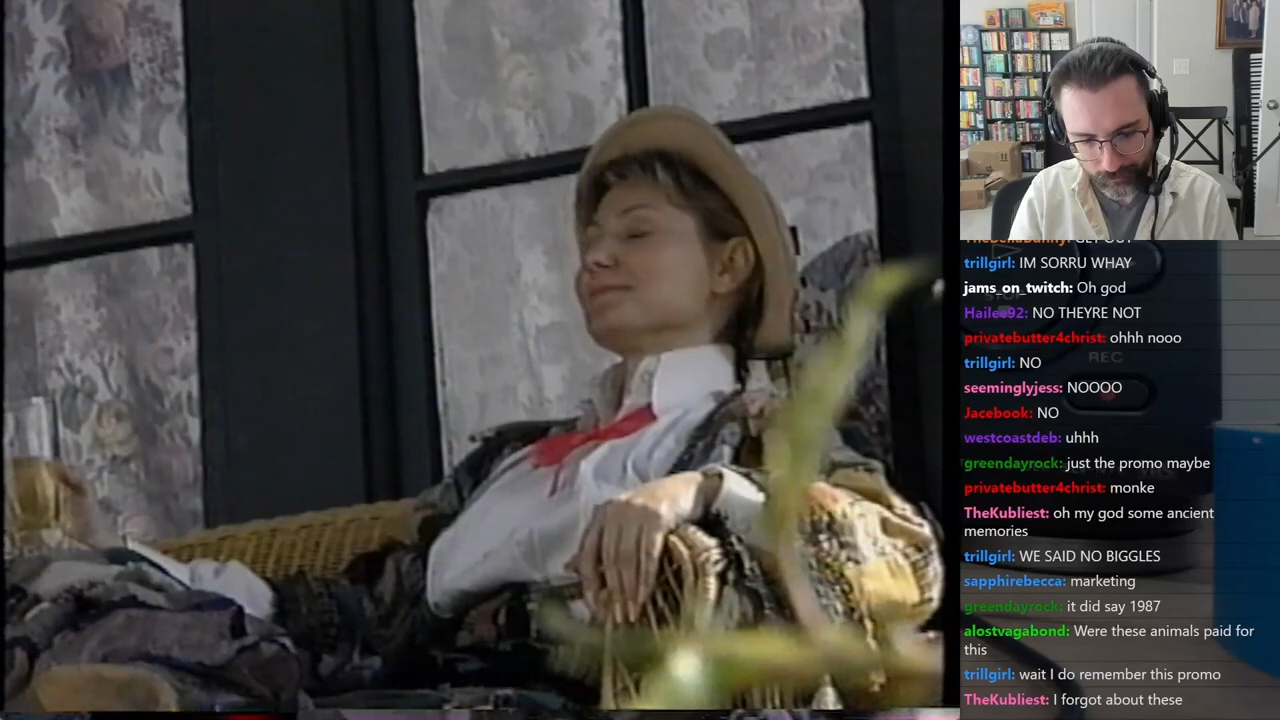 trillgirl: IM SORRU WHAY
jams_on_twitch: Oh god
Hailee92: NO THEYRE NOT
privatebutter4christ: ohhh nooo
trillgirl: NO
REC
seeminglyjess: NOOOO
Jacebook: NO
westcoastdeb: uhhh
greendayrock: just the promo maybe
privatebutter4christ: monke
TheKubliest: oh my god some ancient
memories
trillgirl: WE SAID NO BIGGLES
sapphirebecca: marketing
greendayrock: it did say 1987
alostvagabond: Were these animals paid for
this
trillgirl: wait I do remember this promo
TheKubliest: I forgot about these